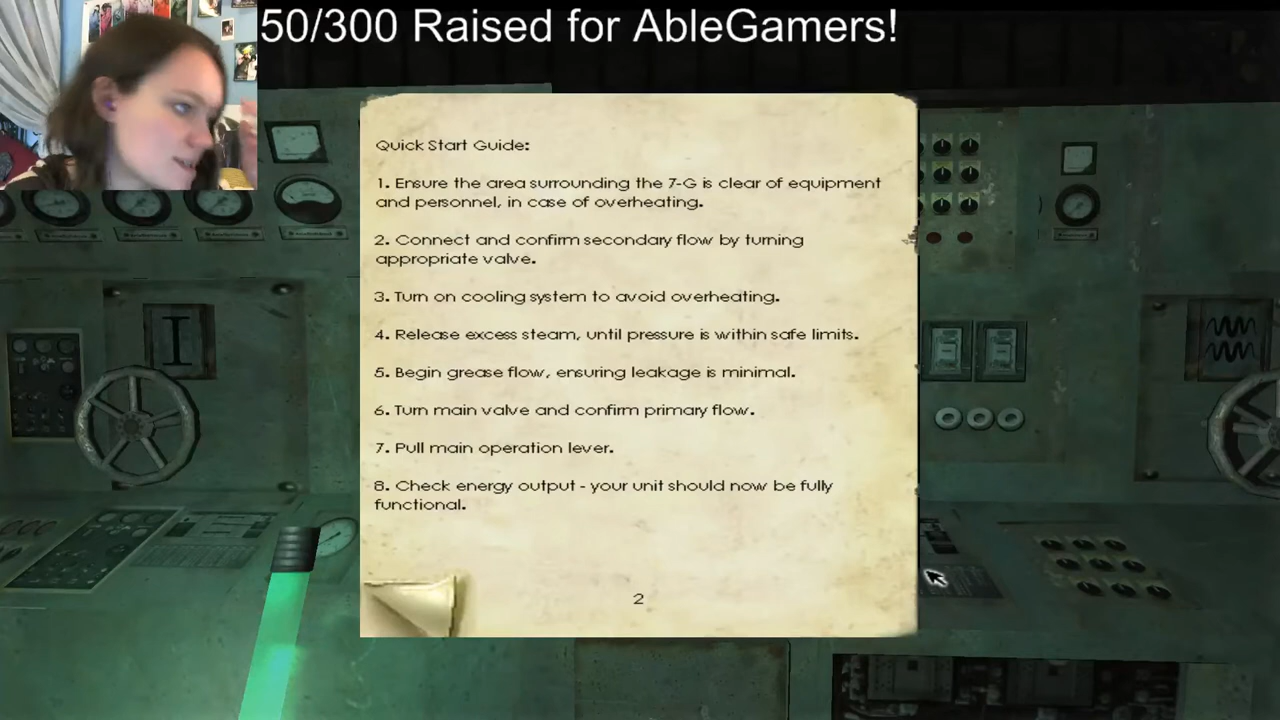 50/300 Raised for AbleGamers!
Quick Start Guide:
1. Ensure the area surrounding the 7-G is clear of equipment
and personnel, in case of overheating.
2. Connect and confirm secondary flow by turning
appropriate valve.
3. Turn on cooling system to avoid overheating.
4. Release excess steam, until pressure is within safe limits.
5. Begin grease flow, ensuring leakage is minimal.
6. Turn main valve and confirm primary flow.
7. Pull main operation lever.
8. Check energy output - your unit should now be fully
functional.
2